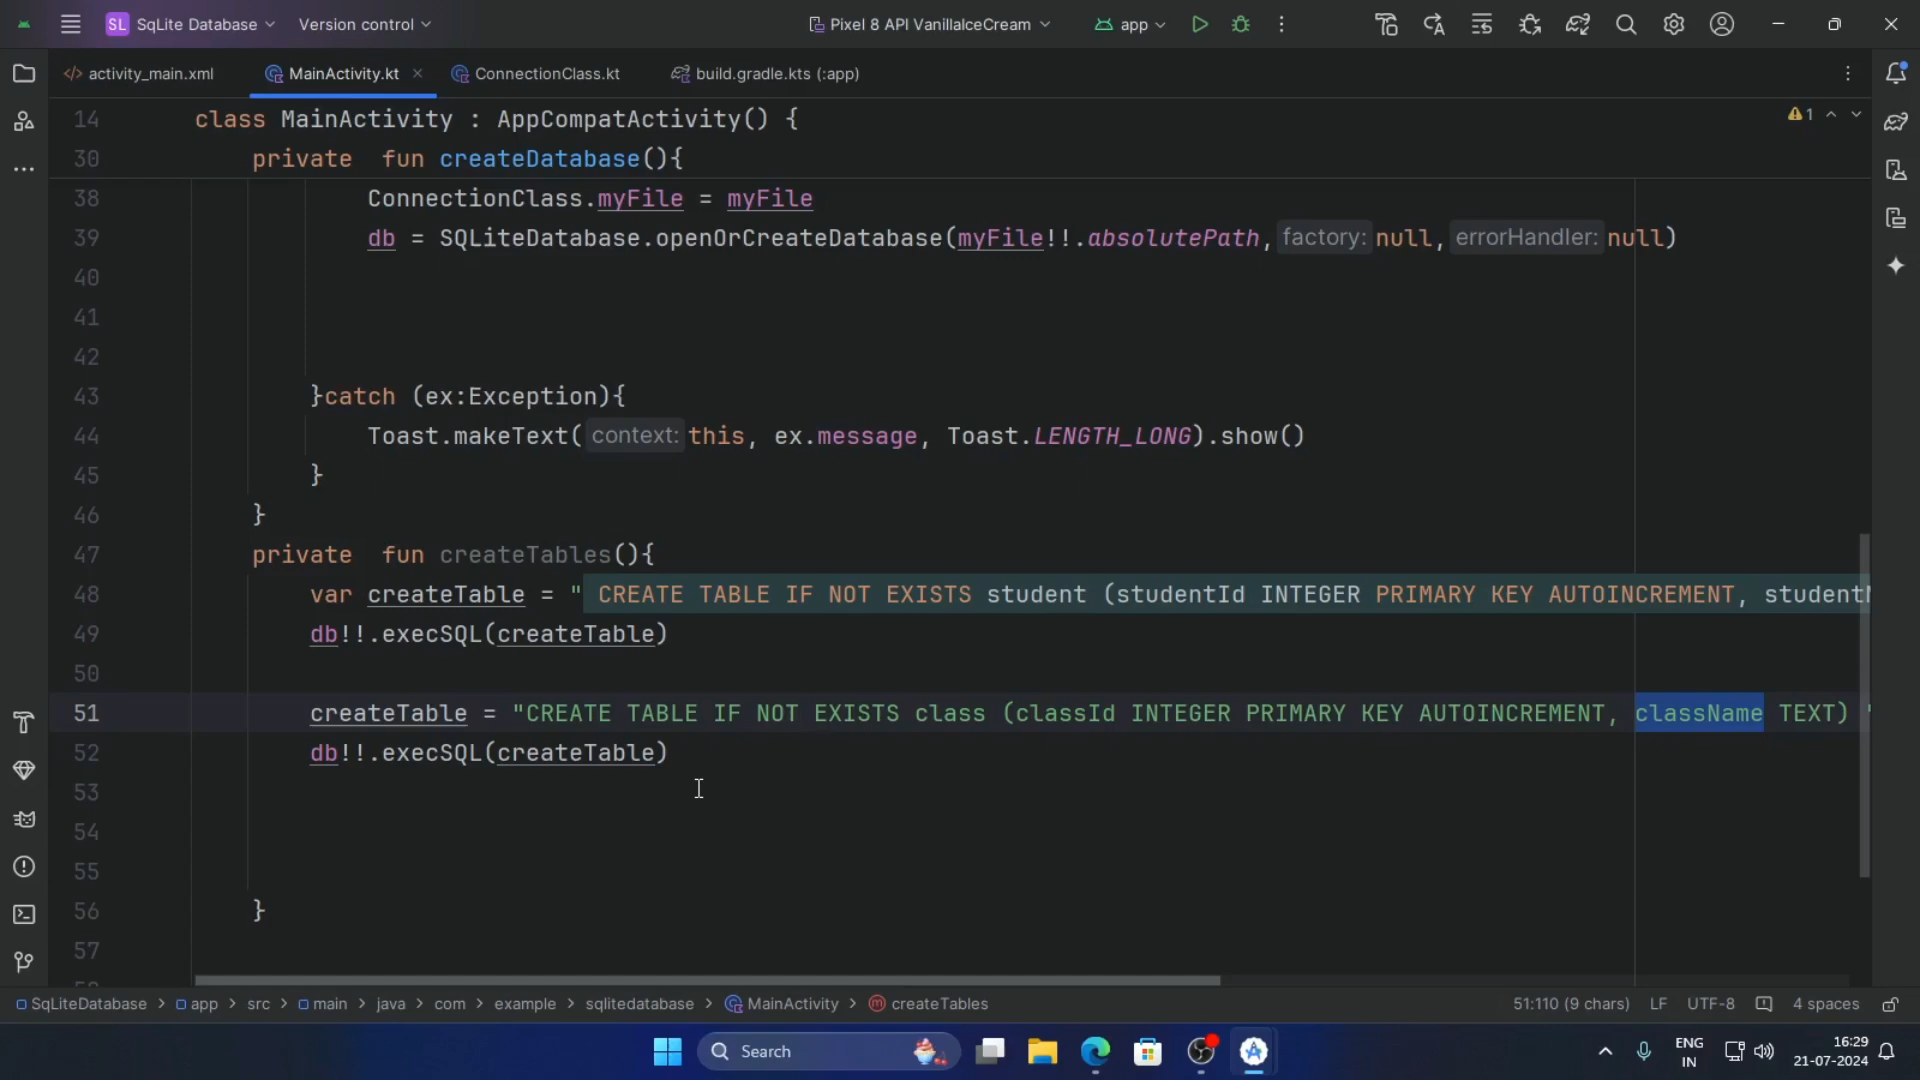 SL SqLite Database Version control Pixel 8 API VanillaIceCream app
activity_main.xml MainActivity.kt ConnectionClass.kt build.gradle.kts (:app)
14 class MainActivity : AppCompatActivity() { 1
30 private fun createDatabase(){
38 ConnectionClass.myFile = myFile
39 db = SQLiteDatabase.openOrCreateDatabase(myFile!!.absolutePath, factory: null, errorHandler: null)
40
41
42
43 }catch (ex:Exception){
44 Toast.makeText( context: this, ex.message, Toast.LENGTH_LONG).show()
45 }
46 }
47 private fun createTables(){
48 var createTable = " CREATE TABLE IF NOT EXISTS student (studentId INTEGER PRIMARY KEY AUTOINCREMENT, student
49 db!!.execSQL(createTable)
50
51 createTable = "CREATE TABLE IF NOT EXISTS class (classId INTEGER PRIMARY KEY AUTOINCREMENT, className TEXT) "
52 db!!.execSQL(createTable)
53
54
55
56 }
57
SqLiteDatabase > app > src > main > java > com > example > sqlitedatabase > MainActivity > createTables 51:110 (9 chars) LF UTF-8 4 spaces
Search ENG IN 16:29 21-07-2024